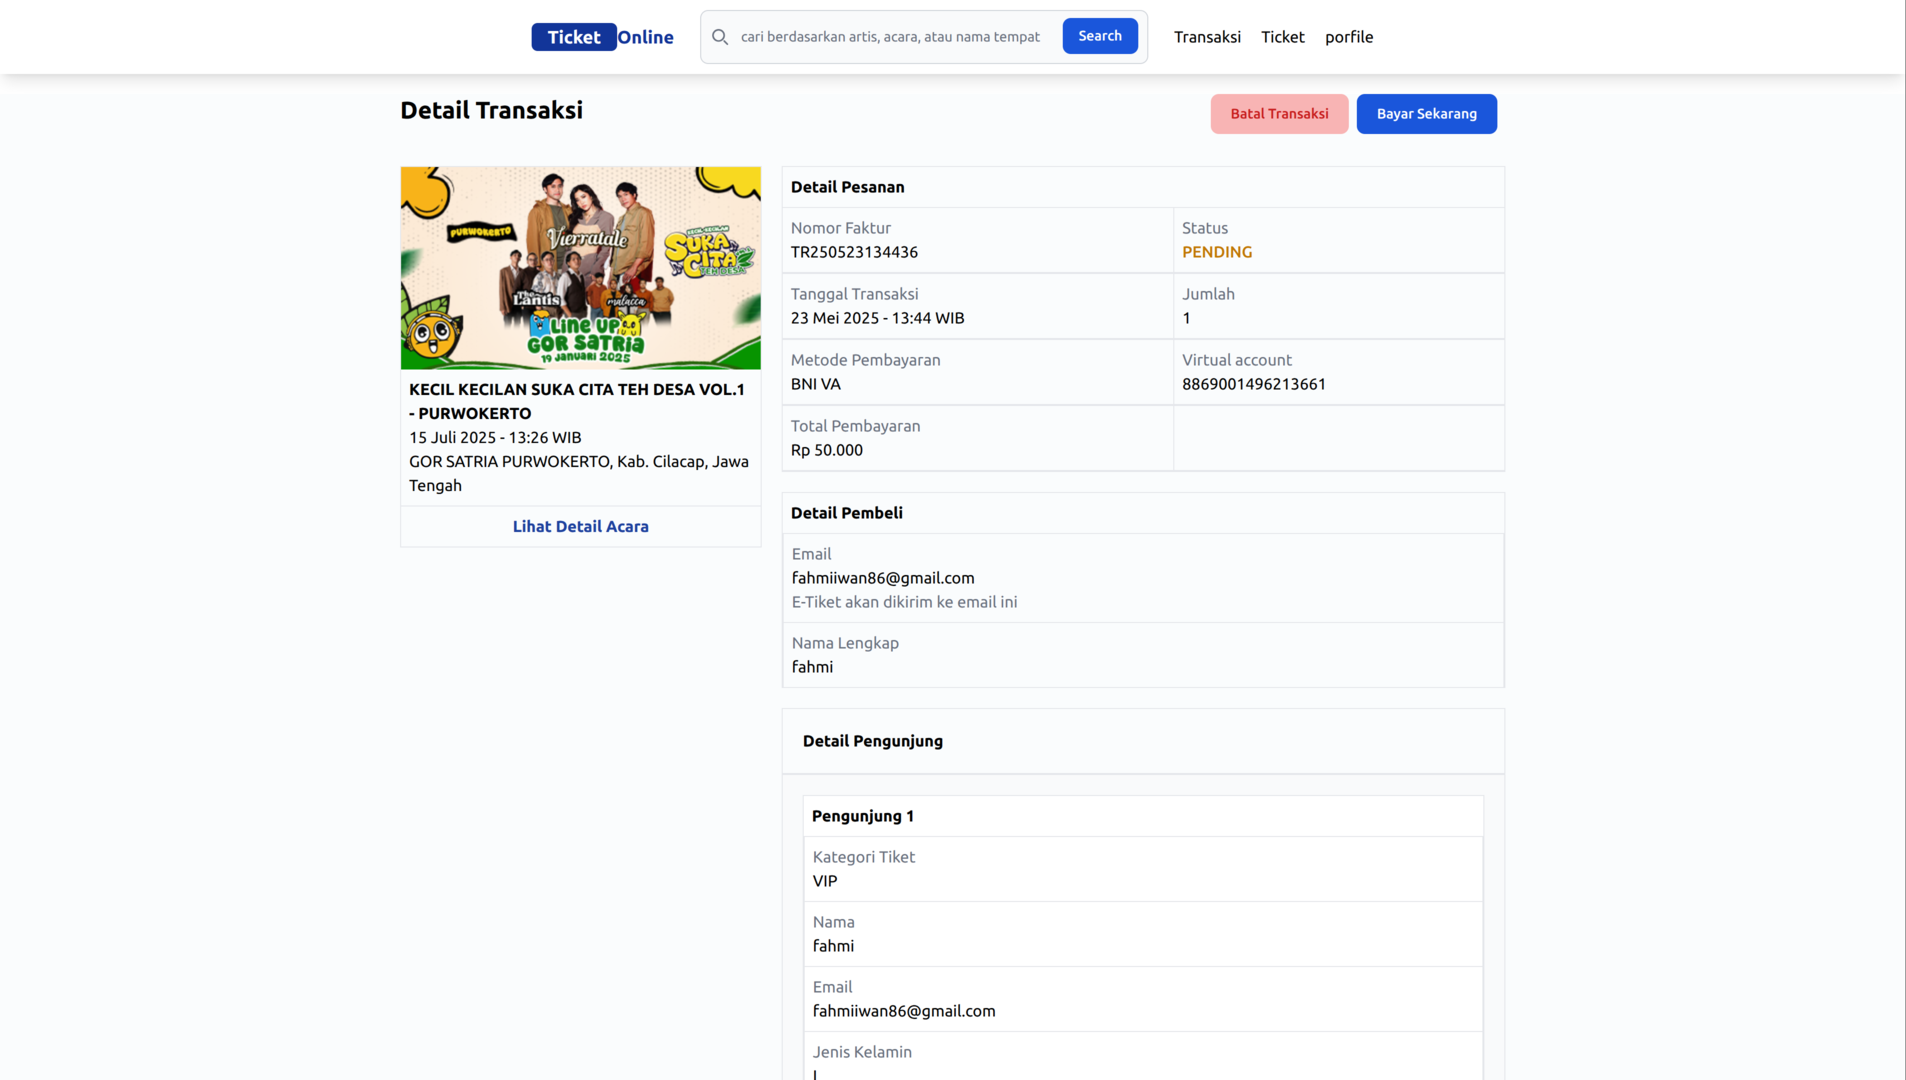 Ticket Online
cari berdasarkan artis, acara, atau nama tempat
Search
Transaksi
Ticket
porfile
Detail Transaksi
Batal Transaksi
Bayar Sekarang
PURWOKERTO
Vierratale
KECIL-KECILAN
SUKA
CITA
TEH DESA
The Lantis
malacca
LINE UP
GOR SATRIA
19 JANUARI 2025
KECIL KECILAN SUKA CITA TEH DESA VOL.1
- PURWOKERTO
15 Juli 2025 - 13:26 WIB
GOR SATRIA PURWOKERTO, Kab. Cilacap, Jawa
Tengah
Lihat Detail Acara
Detail Pesanan
Nomor Faktur
TR250523134436
Status
PENDING
Tanggal Transaksi
23 Mei 2025 - 13:44 WIB
Jumlah
1
Metode Pembayaran
BNI VA
Virtual account
8869001496213661
Total Pembayaran
Rp 50.000
Detail Pembeli
Email
fahmiiwan86@gmail.com
E-Tiket akan dikirim ke email ini
Nama Lengkap
fahmi
Detail Pengunjung
Pengunjung 1
Kategori Tiket
VIP
Nama
fahmi
Email
fahmiiwan86@gmail.com
Jenis Kelamin